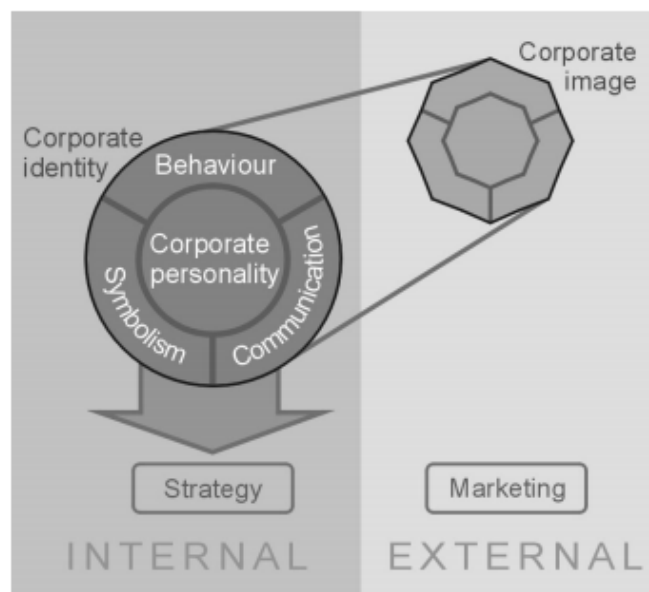 Corporate
image
Corporate
identity
Behaviour
Corporate
personality
Symbolism
Communication
Strategy
Marketing
INTERNAL
EXTERNAL